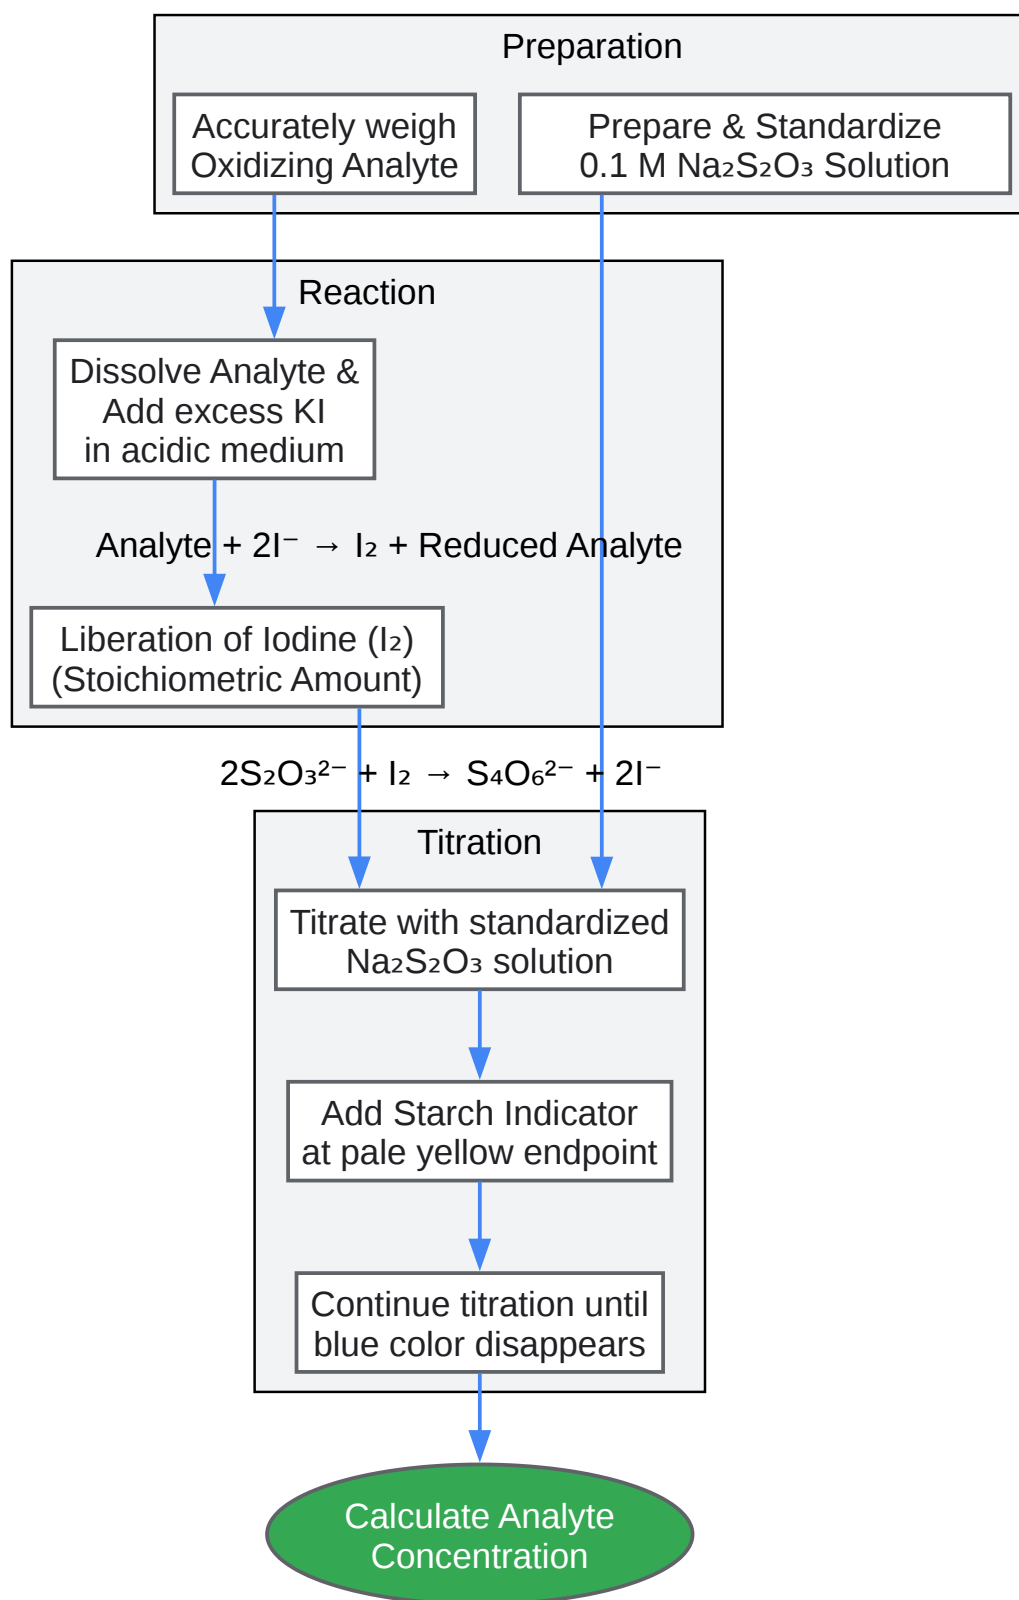 Preparation
Accurately weigh
Oxidizing Analyte
Prepare & Standardize
0.1 M Na₂S₂O₃ Solution
Reaction
Dissolve Analyte &
Add excess KI
in acidic medium
Analyte + 2I⁻ → I₂ + Reduced Analyte
Liberation of Iodine (I₂)
(Stoichiometric Amount)
2S₂O₃²⁻ + I₂ → S₄O₆²⁻ + 2I⁻
Titration
Titrate with standardized
Na₂S₂O₃ solution
Add Starch Indicator
at pale yellow endpoint
Continue titration until
blue color disappears
Calculate Analyte
Concentration